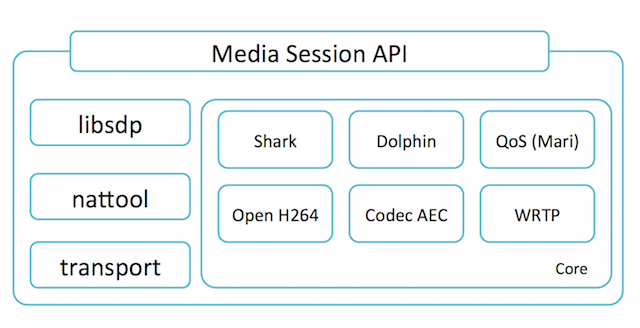 Media Session API
libsdp
nattool
transport
Shark
Dolphin
QoS (Mari)
Open H264
Codec AEC
WRTP
Core